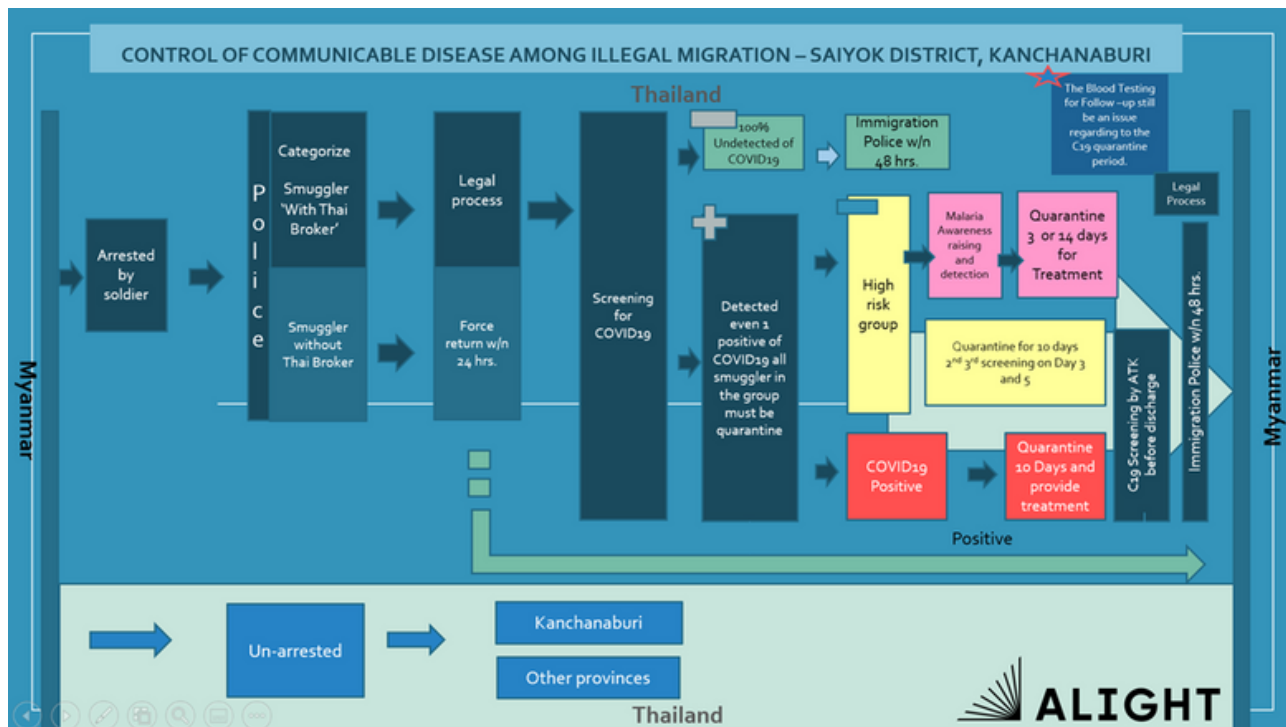 CONTROL OF COMMUNICABLE DISEASE AMONG ILLEGAL MIGRATION – SAIYOK DISTRICT, KANCHANABURI
Thailand
The Blood Testing
for Follow –up still
be an issue
regarding to the
C19 quarantine
period.
Myanmar
Arrested
by
soldier
Police
Categorize
Smuggler
‘With Thai
Broker’
Smuggler
without
Thai Broker
Legal
process
Force
return w/n
24 hrs.
Screening
for
COVID19
100%
Undetected of
COVID19
Immigration
Police w/n
48 hrs.
Detected
even 1
positive of
COVID19 all
smuggler in
the group
must be
quarantine
High
risk
group
Malaria
Awareness
raising
and
detection
Quarantine
3 or 14 days
for
Treatment
Quarantine for 10 days
2nd 3rd screening on Day 3
and 5
COVID19
Positive
Quarantine
10 Days and
provide
treatment
Positive
C19 Screening by ATK
before discharge
Legal
Process
Immigration Police w/n 48 hrs.
Myanmar
Un-arrested
Kanchanaburi
Other provinces
Thailand
ALIGHT